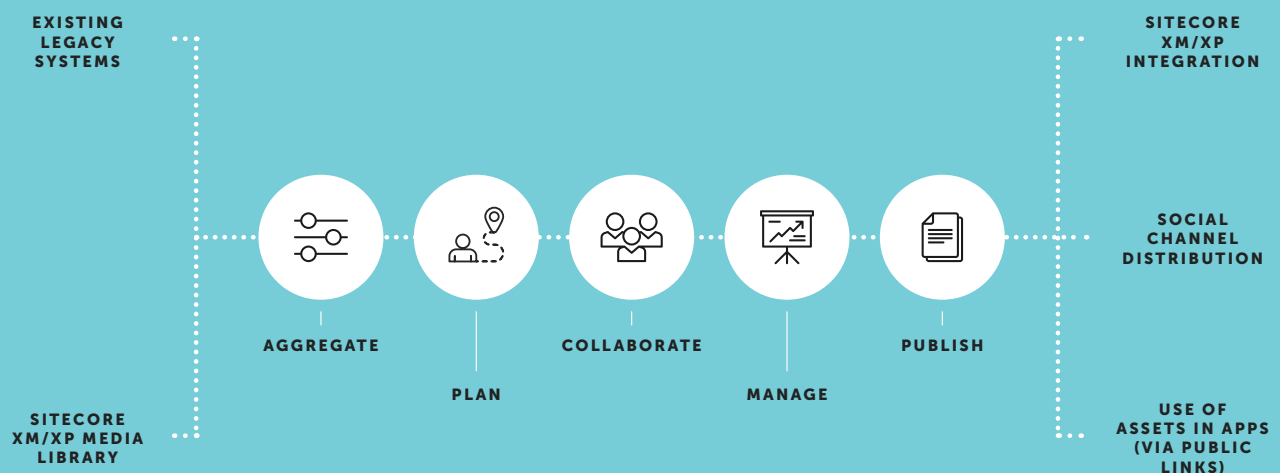 EXISTING
LEGACY
SYSTEMS
SITECORE
XM/XP MEDIA
LIBRARY
AGGREGATE
PLAN
COLLABORATE
MANAGE
PUBLISH
SITECORE
XM/XP
INTEGRATION
SOCIAL
CHANNEL
DISTRIBUTION
USE OF
ASSETS IN APPS
(VIA PUBLIC
LINKS)